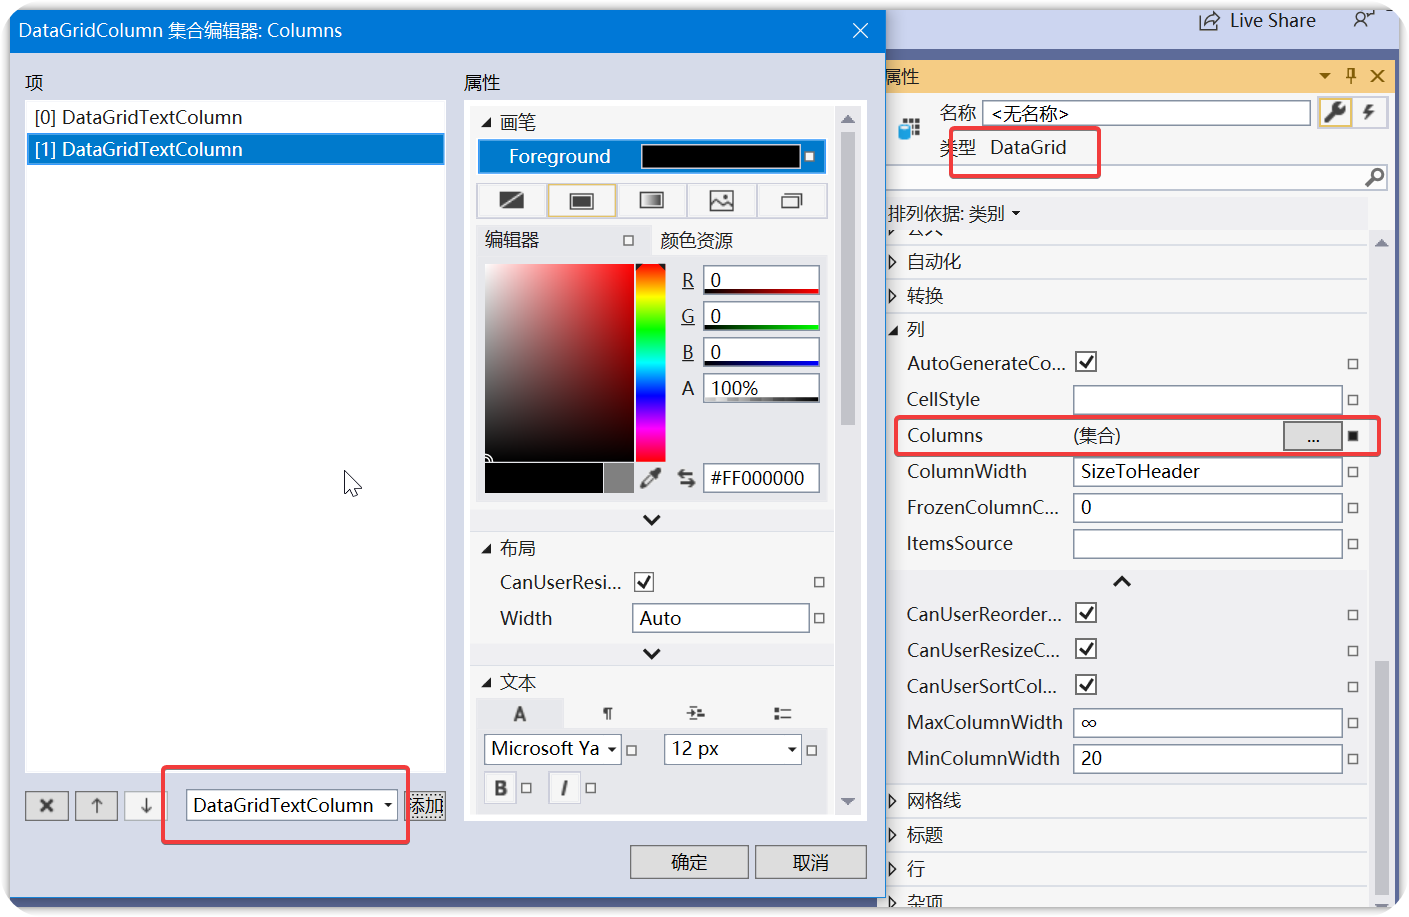 DataGridColumn 集合编辑器: Columns
项
[0] DataGridTextColumn
[1] DataGridTextColumn
DataGridTextColumn
添加
属性
画笔
Foreground
编辑器
颜色资源
R 0
G 0
B 0
A 100%
#FF000000
布局
CanUserResi...
Width Auto
文本
A
Microsoft Ya
12 px
B
I
确定
取消
Live Share
属性
名称 <无名称>
类型 DataGrid
排列依据: 类别
自动化
转换
列
AutoGenerateCo...
CellStyle
Columns (集合) ...
ColumnWidth SizeToHeader
FrozenColumnC... 0
ItemsSource
CanUserReorder...
CanUserResizeC...
CanUserSortCol...
MaxColumnWidth ∞
MinColumnWidth 20
网格线
标题
行
杂项